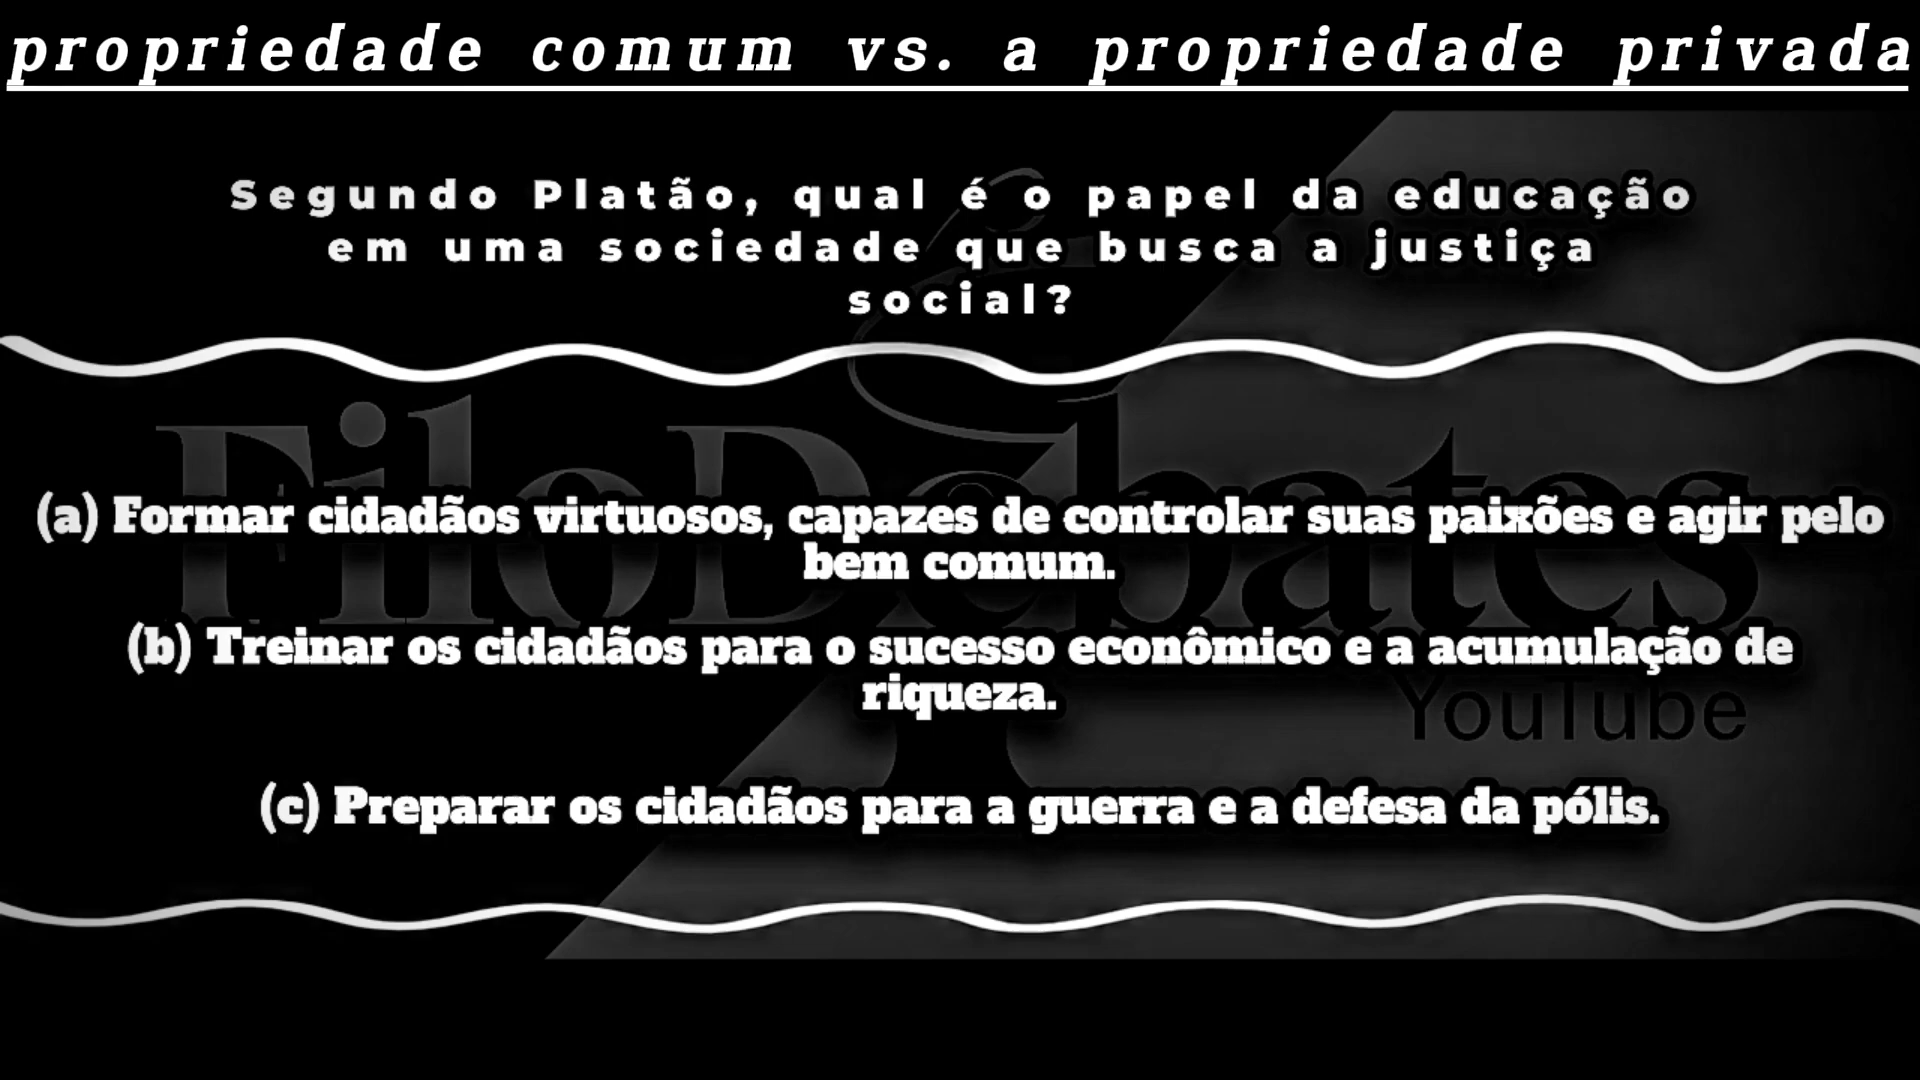 propriedade comum vs. a propriedade privada
Segundo Platão, qual é o papel da educação
em uma sociedade que busca a justiça
social?
FiloDebates
(a) Formar cidadãos virtuosos, capazes de controlar suas paixões e agir pelo
bem comum.
(b) Treinar os cidadãos para o sucesso econômico e a acumulação de
riqueza.
YouTube
(c) Preparar os cidadãos para a guerra e a defesa da pólis.